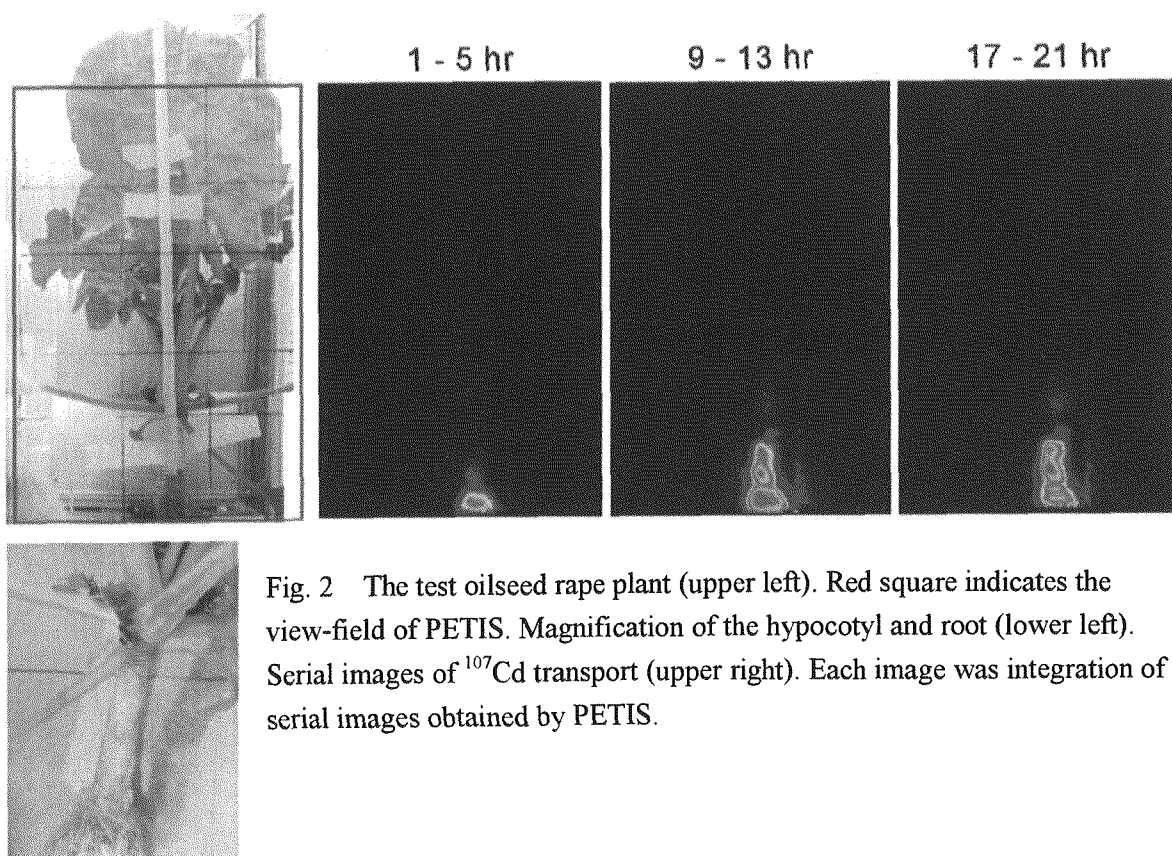 1 - 5 hr
9 - 13 hr
17 - 21 hr
Fig. 2 The test oilseed rape plant (upper left). Red square indicates the
view-field of PETIS. Magnification of the hypocotyl and root (lower left).
Serial images of ¹⁰⁷Cd transport (upper right). Each image was integration of
serial images obtained by PETIS.